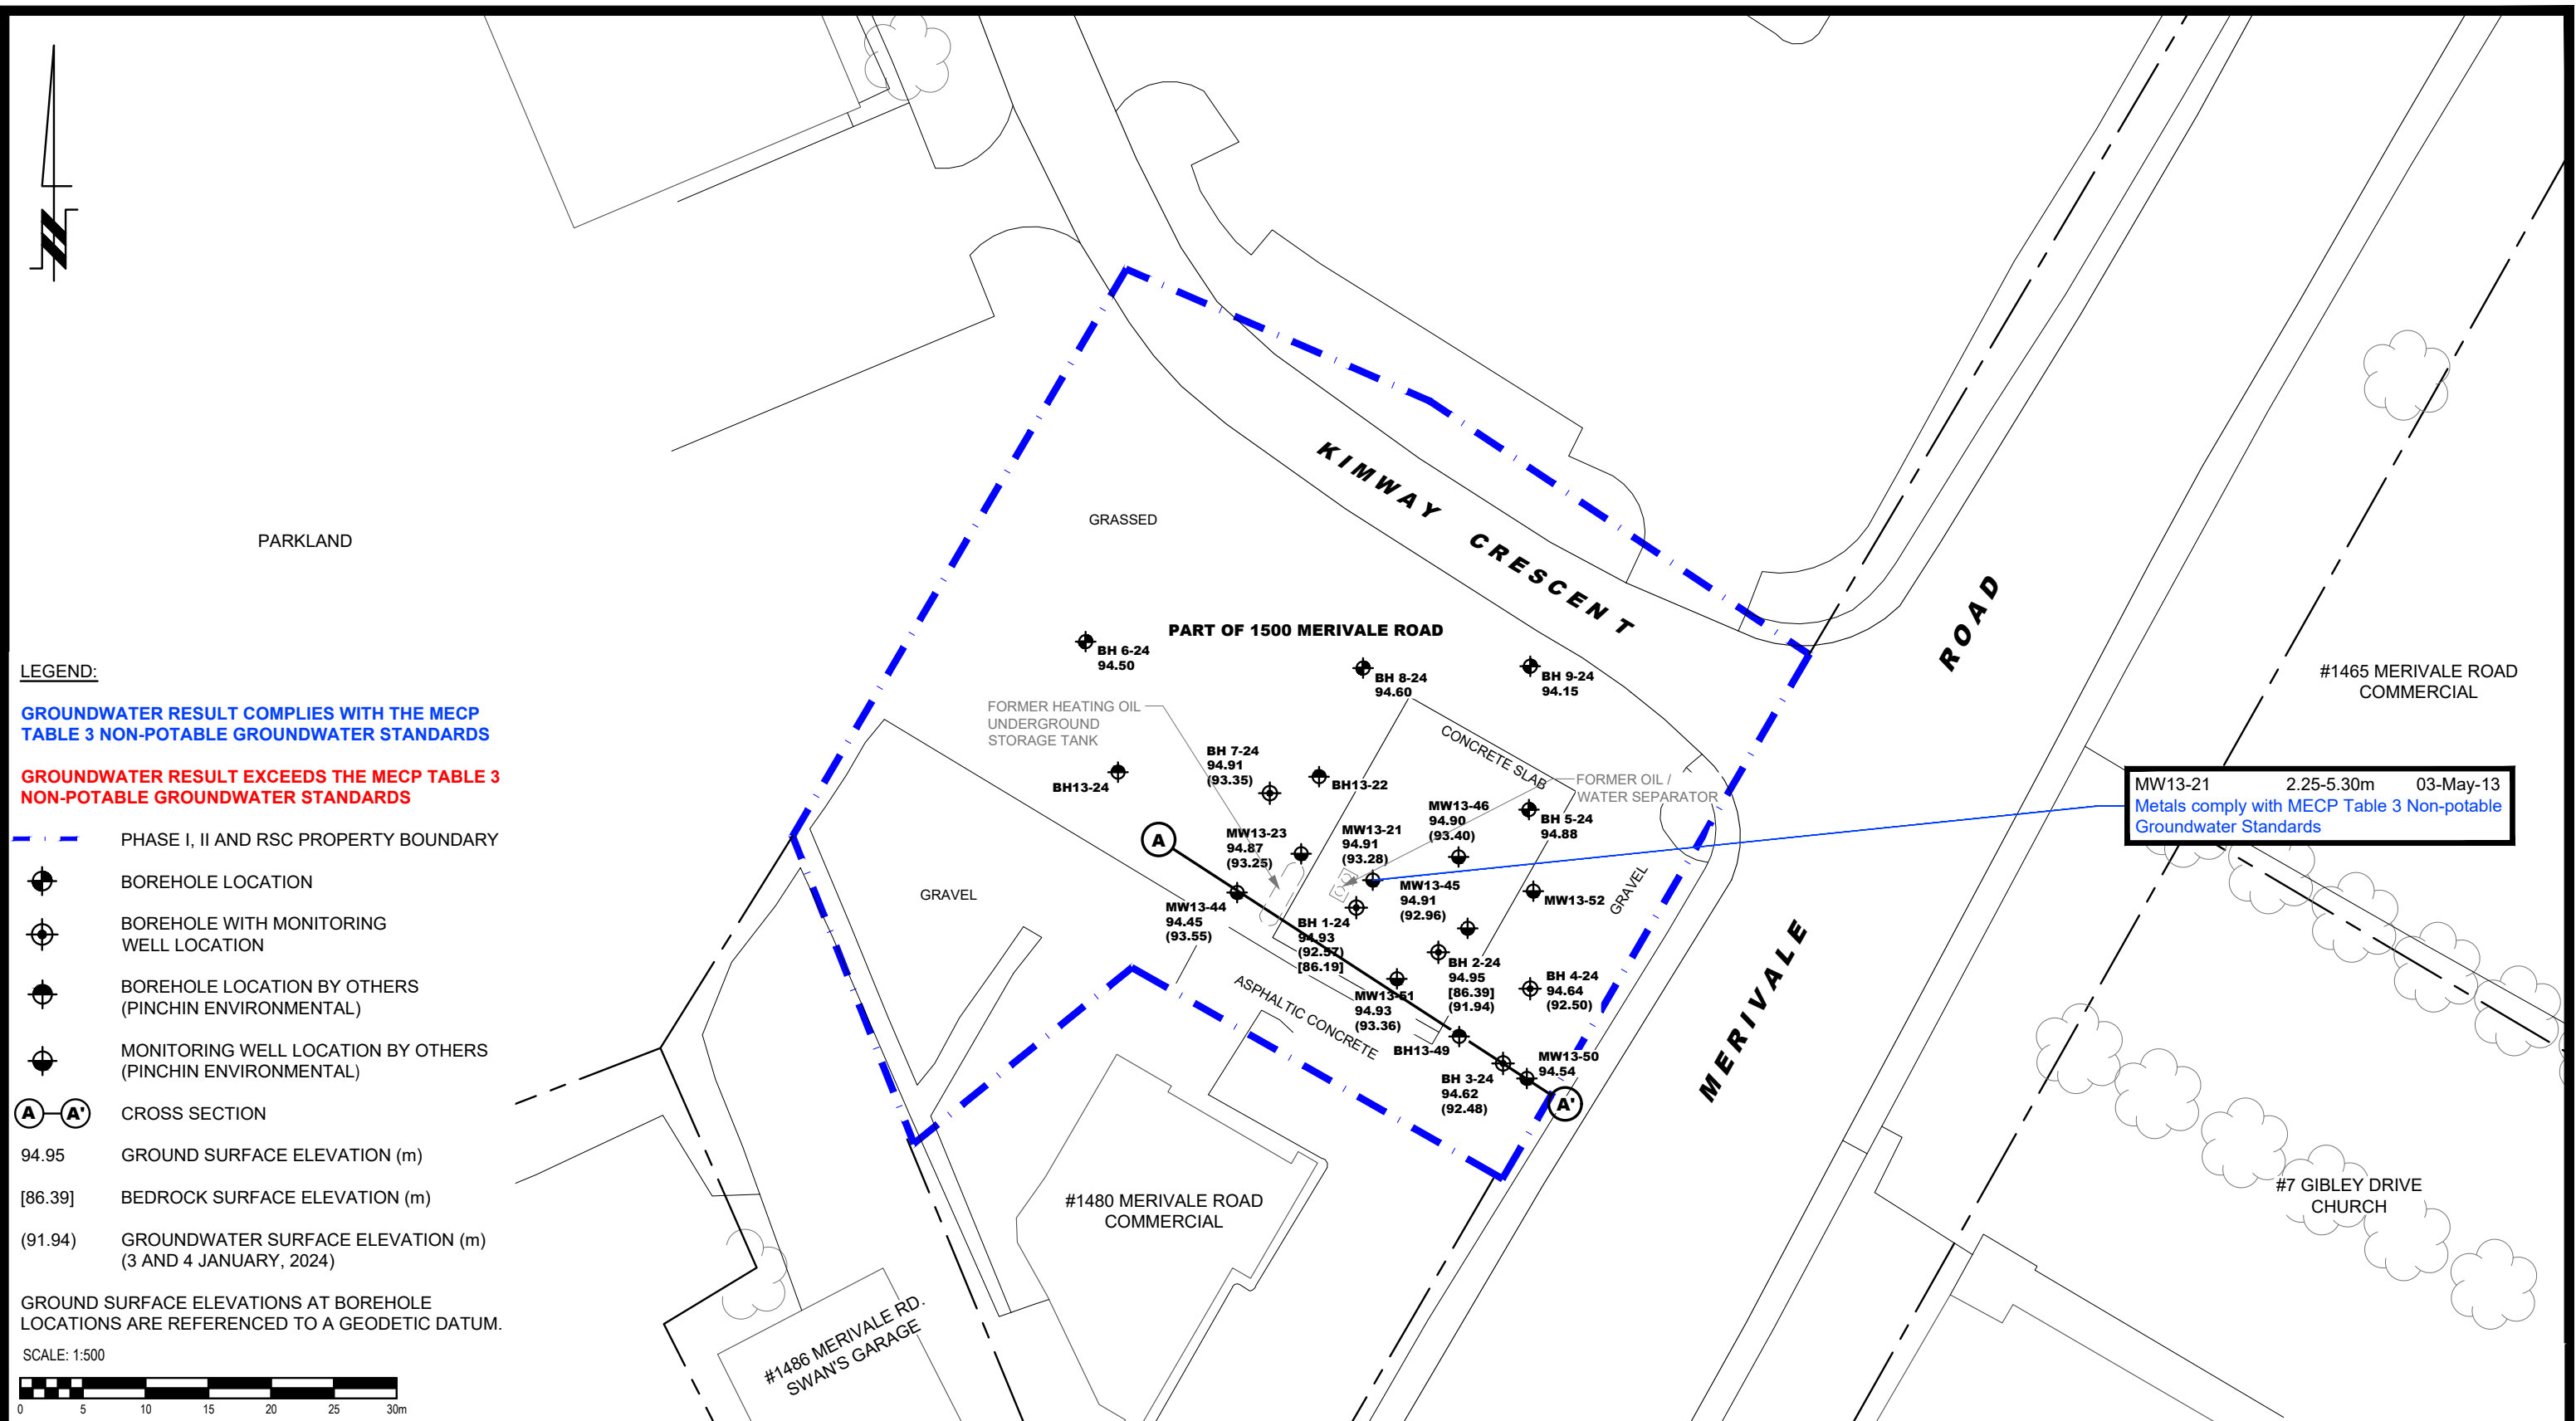 KIMWAY CRESCENT
GRASSED
PARKLAND
ROAD
PART OF 1500 MERIVALE ROAD
BH 6-24
94.50
BH 8-24
94.60
BH 9-24
94.15
#1465 MERIVALE ROAD
COMMERCIAL
FORMER HEATING OIL
UNDERGROUND
STORAGE TANK
CONCRETE SLAB
BH 7-24
94.91
(93.35)
BH13-24
BH13-22
FORMER OIL /
WATER SEPARATOR
MW13-46
94.90
(93.40)
BH 5-24
94.88
MW13-21
94.91
(93.28)
MW13-23
94.87
(93.25)
A
MW13-21 2.25-5.30m 03-May-13
Metals comply with MECP Table 3 Non-potable
Groundwater Standards
GRAVEL
MW13-45
94.91
(92.96)
MW13-52
GRAVEL
MW13-44
94.45
(93.55)
BH 1-24
94.93
(92.57)
[86.19]
BH 2-24
94.95
[86.39]
(91.94)
BH 4-24
94.64
(92.50)
ASPHALTIC CONCRETE
MW13-51
94.93
(93.36)
BH13-49
MW13-50
94.54
BH 3-24
94.62
(92.48)
A'
MERIVALE
#1480 MERIVALE ROAD
COMMERCIAL
#7 GIBLEY DRIVE
CHURCH
#1486 MERIVALE RD.
SWAN'S GARAGE
LEGEND:
GROUNDWATER RESULT COMPLIES WITH THE MECP
TABLE 3 NON-POTABLE GROUNDWATER STANDARDS
GROUNDWATER RESULT EXCEEDS THE MECP TABLE 3
NON-POTABLE GROUNDWATER STANDARDS
PHASE I, II AND RSC PROPERTY BOUNDARY
BOREHOLE LOCATION
BOREHOLE WITH MONITORING
WELL LOCATION
BOREHOLE LOCATION BY OTHERS
(PINCHIN ENVIRONMENTAL)
MONITORING WELL LOCATION BY OTHERS
(PINCHIN ENVIRONMENTAL)
A A' CROSS SECTION
94.95 GROUND SURFACE ELEVATION (m)
[86.39] BEDROCK SURFACE ELEVATION (m)
(91.94) GROUNDWATER SURFACE ELEVATION (m)
(3 AND 4 JANUARY, 2024)
GROUND SURFACE ELEVATIONS AT BOREHOLE
LOCATIONS ARE REFERENCED TO A GEODETIC DATUM.
SCALE: 1:500
0 5 10 15 20 25 30m